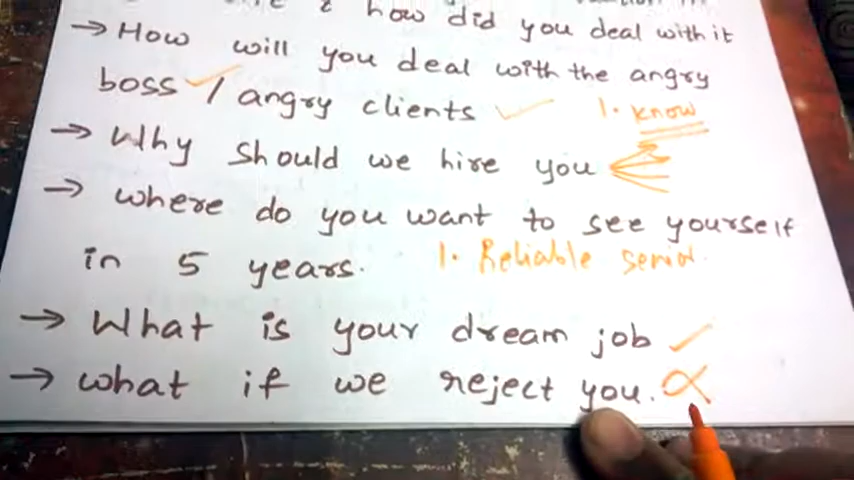 how did you deal with it
→ How will you deal with the angry
boss ✓ / angry clients ✓ 1. know
→ Why should we hire you
→ where do you want to see yourself
in 5 years. 1. Reliable
→ What is your dream job ✓
→ what if we reject you.